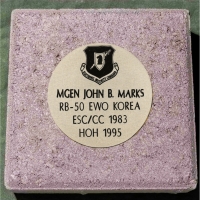 MGEN JOHN B. MARKS
RB-50 EWO KOREA
ESC/CC 1983
HOH 1995